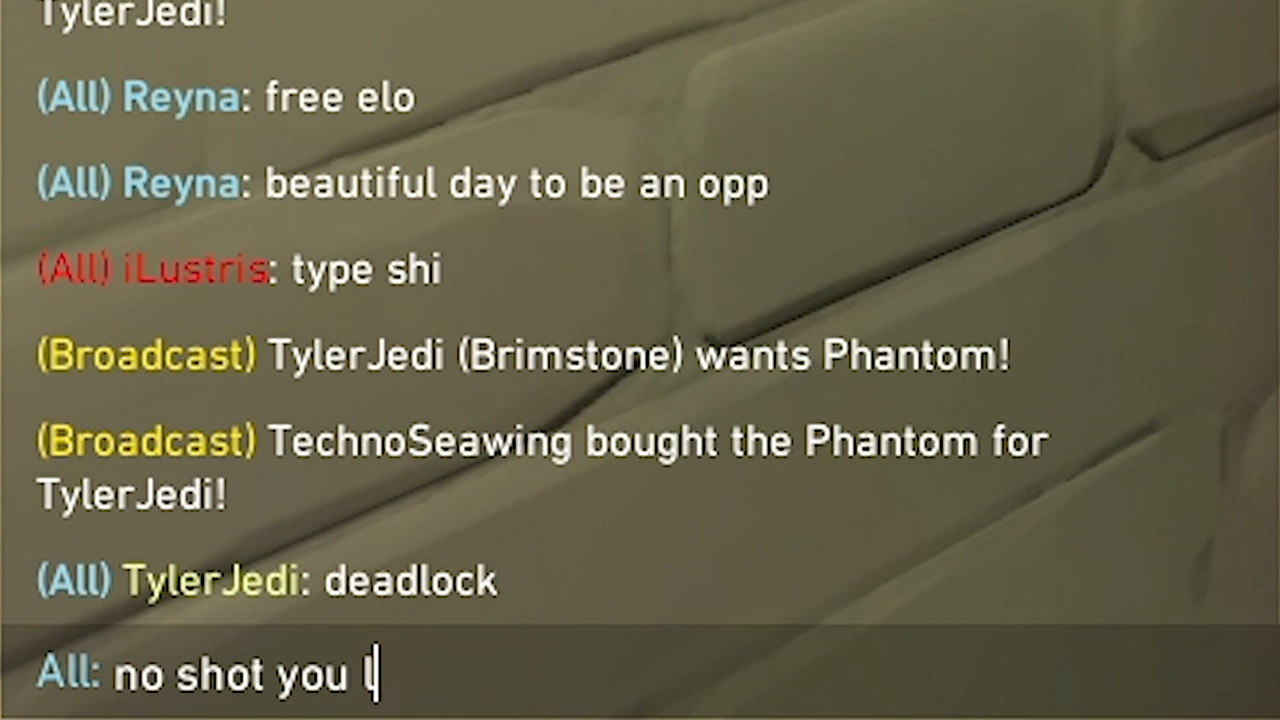 TylerJedi!
(All) Reyna: free elo
(All) Reyna: beautiful day to be an opp
(All) iLustris: type shi
(Broadcast) TylerJedi (Brimstone) wants Phantom!
(Broadcast) TechnoSeawing bought the Phantom for
TylerJedi!
(All) TylerJedi: deadlock
All: no shot you l